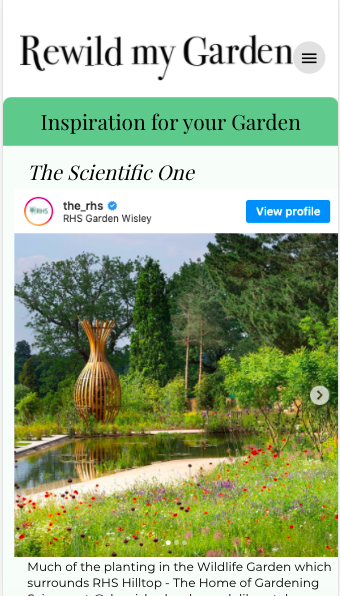 Rewild my Garden
Inspiration for your Garden
The Scientific One
RHS
the_rhs
RHS Garden Wisley
View profile
Much of the planting in the Wildlife Garden which
surrounds RHS Hilltop - The Home of Gardening